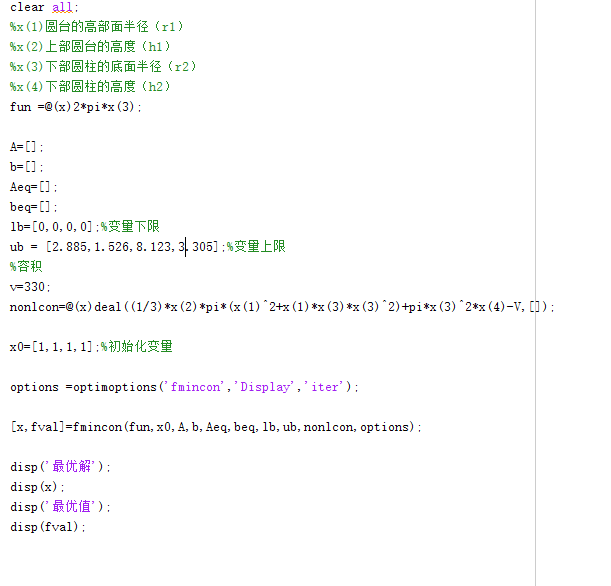 clear all;
%x(1)圆台的高部面半径（r1）
%x(2)上部圆台的高度（h1）
%x(3)下部圆柱的底面半径（r2）
%x(4)下部圆柱的高度（h2）
fun =@(x)2*pi*x(3);
A=[];
b=[];
Aeq=[];
beq=[];
lb=[0,0,0,0];%变量下限
ub = [2.885,1.526,8.123,3.305];%变量上限
%容积
v=330;
nonlcon=@(x)deal((1/3)*x(2)*pi*(x(1)^2+x(1)*x(3)*x(3)^2)+pi*x(3)^2*x(4)-V,[]);
x0=[1,1,1,1];%初始化变量
options =optimoptions('fmincon','Display','iter');
[x,fval]=fmincon(fun,x0,A,b,Aeq,beq,lb,ub,nonlcon,options);
disp('最优解');
disp(x);
disp('最优值');
disp(fval);